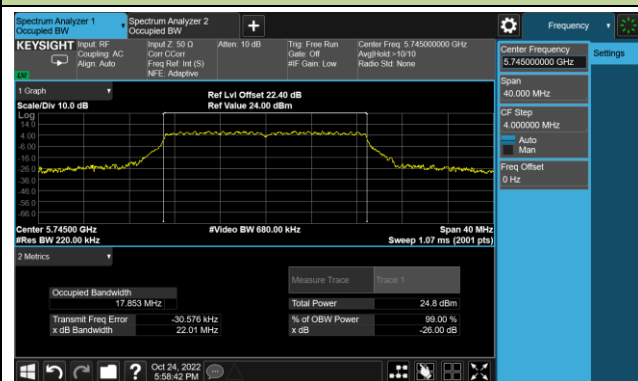 Spectrum Analyzer 1
Occupied BW
Spectrum Analyzer 2
Occupied BW
Frequency
KEYSIGHT
Input: RF
Coupling: AC
Align: Auto
Input Z: 50 Ω
Corr CCorr
Freq Ref: Int (S)
NFE: Adaptive
Atten: 10 dB
Trig: Free Run
Gate: Off
#IF Gain: Low
Center Freq: 5.745000000 GHz
Avg|Hold:>10/10
Radio Std: None
Center Frequency
5.745000000 GHz
Settings
Span
40.000 MHz
CF Step
4.000000 MHz
Auto
Man
Freq Offset
0 Hz
1 Graph
Scale/Div 10.0 dB
Ref Lvl Offset 22.40 dB
Ref Value 24.00 dBm
Log
14.0
4.00
-6.00
-16.0
-26.0
-36.0
-46.0
-56.0
-66.0
Center 5.74500 GHz
#Res BW 220.00 kHz
#Video BW 680.00 kHz
Span 40 MHz
Sweep 1.07 ms (2001 pts)
2 Metrics
Measure Trace
Trace 1
Occupied Bandwidth
17.853 MHz
Total Power
24.8 dBm
Transmit Freq Error
-30.576 kHz
% of OBW Power
99.00 %
x dB Bandwidth
22.01 MHz
x dB
-26.00 dB
?
Oct 24, 2022
5:58:42 PM